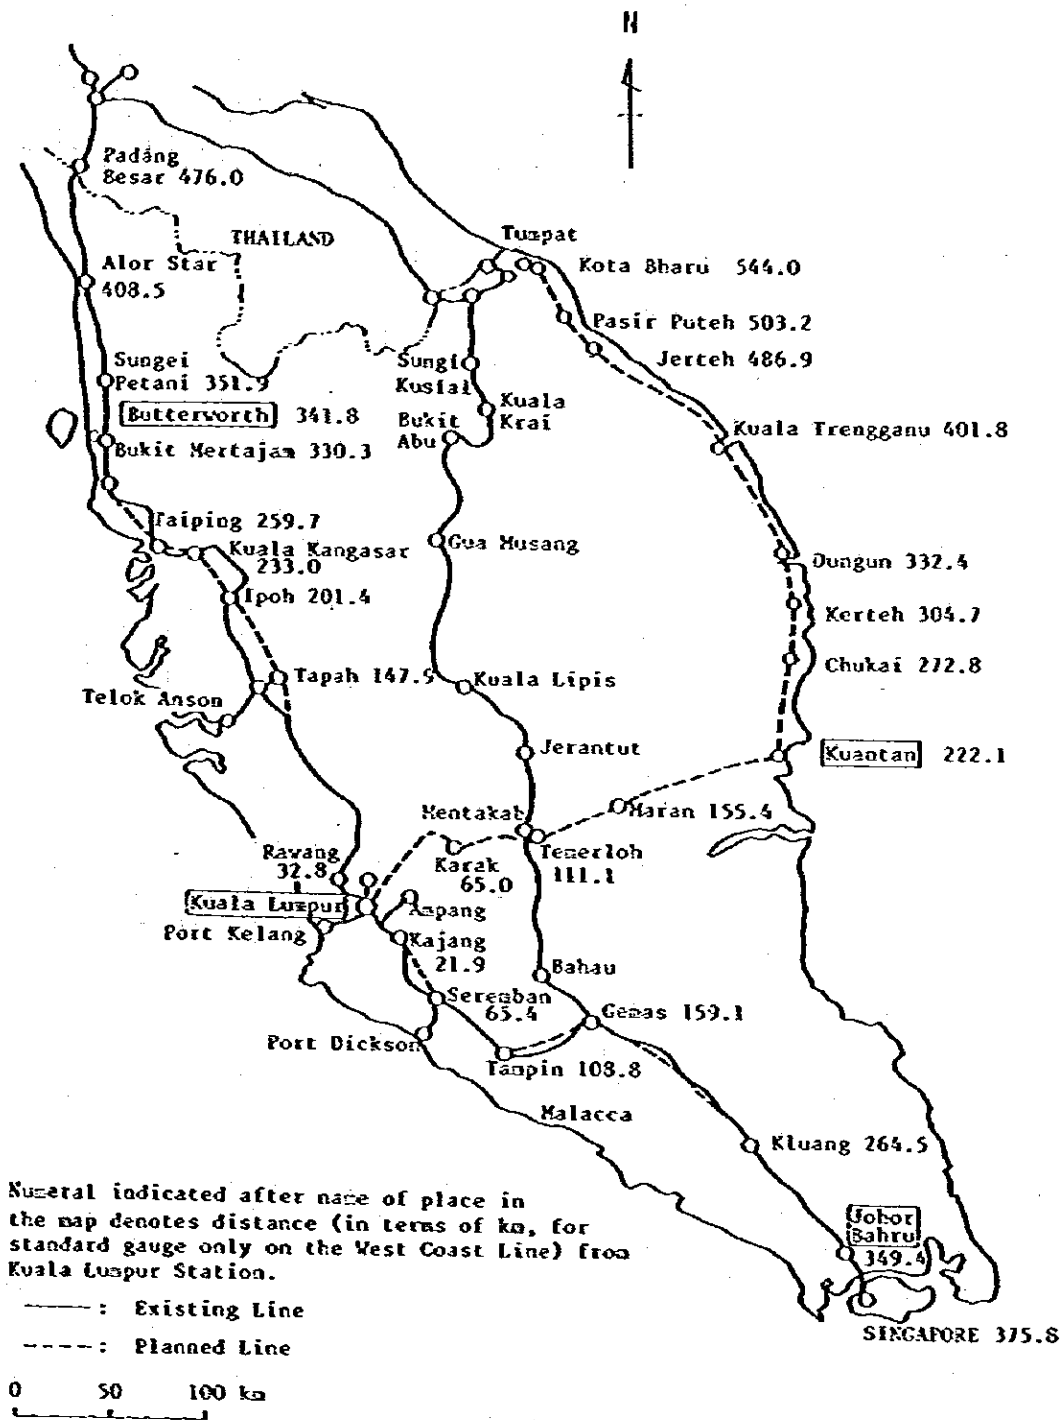 N
Padang
Besar 476.0
THAILAND
Tumpat
Kota Bharu 544.0
Alor Star
408.5
Pasir Puteh 503.2
Jerteh 486.9
Sungei
Petani 351.9
Sungi
Kusial
Butterworth 341.8
Kuala
Krai
Bukit
Abu
Bukit Mertajam 330.3
Kuala Trengganu 401.8
Taiping 259.7
Gua Musang
Kuala Kangasar
233.0
Dungun 332.4
Ipoh 201.4
Kerteh 304.7
Chukai 272.8
Tapah 147.5
Kuala Lipis
Telok Anson
Jerantut
Kuantan 222.1
Maran 155.4
Mentakab
Temerloh
111.1
Rawang
32.8
Karak
65.0
Kuala Lumpur
Ampang
Port Kelang
Kajang
21.9
Bahau
Seremban
65.4
Gemas 159.1
Port Dickson
Tampin 108.8
Malacca
Kluang 264.5
Numeral indicated after name of place in
the map denotes distance (in terms of km, for
standard gauge only on the West Coast Line) from
Kuala Lumpur Station.
Johor
Bahru
349.4
: Existing Line
: Planned Line
SINGAPORE 375.8
0 50 100 km